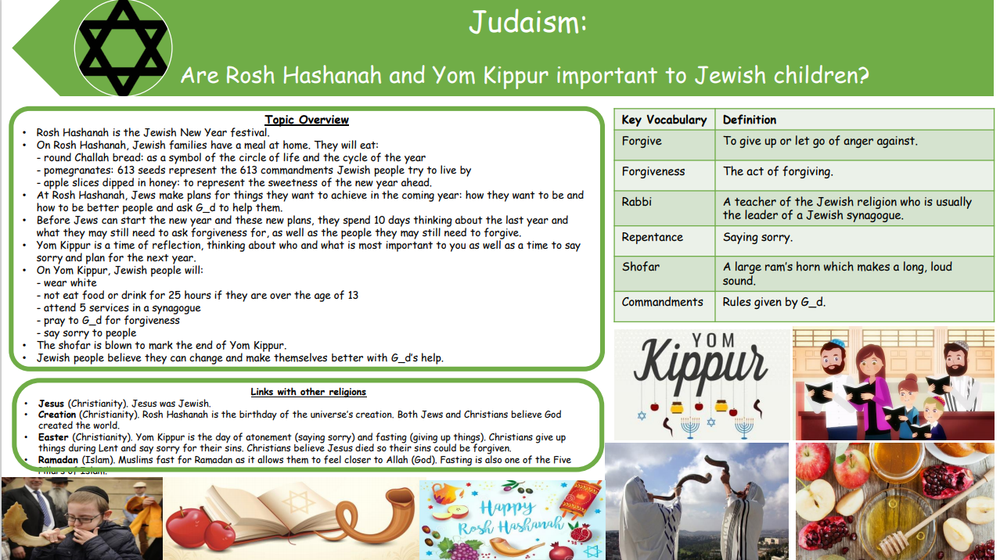 Judaism:
Are Rosh Hashanah and Yom Kippur important to Jewish children?
Topic Overview
• Rosh Hashanah is the Jewish New Year festival.
• On Rosh Hashanah, Jewish families have a meal at home. They will eat:
- round Challah bread: as a symbol of the circle of life and the cycle of the year
- pomegranates: 613 seeds represent the 613 commandments Jewish people try to live by
- apple slices dipped in honey: to represent the sweetness of the new year ahead.
• At Rosh Hashanah, Jews make plans for things they want to achieve in the coming year: how they want to be and
how to be better people and ask G_d to help them.
• Before Jews can start the new year and these new plans, they spend 10 days thinking about the last year and
what they may still need to ask forgiveness for, as well as the people they may still need to forgive.
• Yom Kippur is a time of reflection, thinking about who and what is most important to you as well as a time to say
sorry and plan for the next year.
• On Yom Kippur, Jewish people will:
- wear white
- not eat food or drink for 25 hours if they are over the age of 13
- attend 5 services in a synagogue
- pray to G_d for forgiveness
- say sorry to people
• The shofar is blown to mark the end of Yom Kippur.
• Jewish people believe they can change and make themselves better with G_d's help.
Links with other religions
• Jesus (Christianity). Jesus was Jewish.
• Creation (Christianity). Rosh Hashanah is the birthday of the universe's creation. Both Jews and Christians believe God
created the world.
• Easter (Christianity). Yom Kippur is the day of atonement (saying sorry) and fasting (giving up things). Christians give up
things during Lent and say sorry for their sins. Christians believe Jesus died so their sins could be forgiven.
• Ramadan (Islam). Muslims fast for Ramadan as it allows them to feel closer to Allah (God). Fasting is also one of the Five
Pillars of Islam.
Key Vocabulary Definition
Forgive To give up or let go of anger against.
Forgiveness The act of forgiving.
Rabbi A teacher of the Jewish religion who is usually
the leader of a Jewish synagogue.
Repentance Saying sorry.
Shofar A large ram's horn which makes a long, loud
sound.
Commandments Rules given by G_d.
YOM
Kippur
Happy
Rosh Hashanah